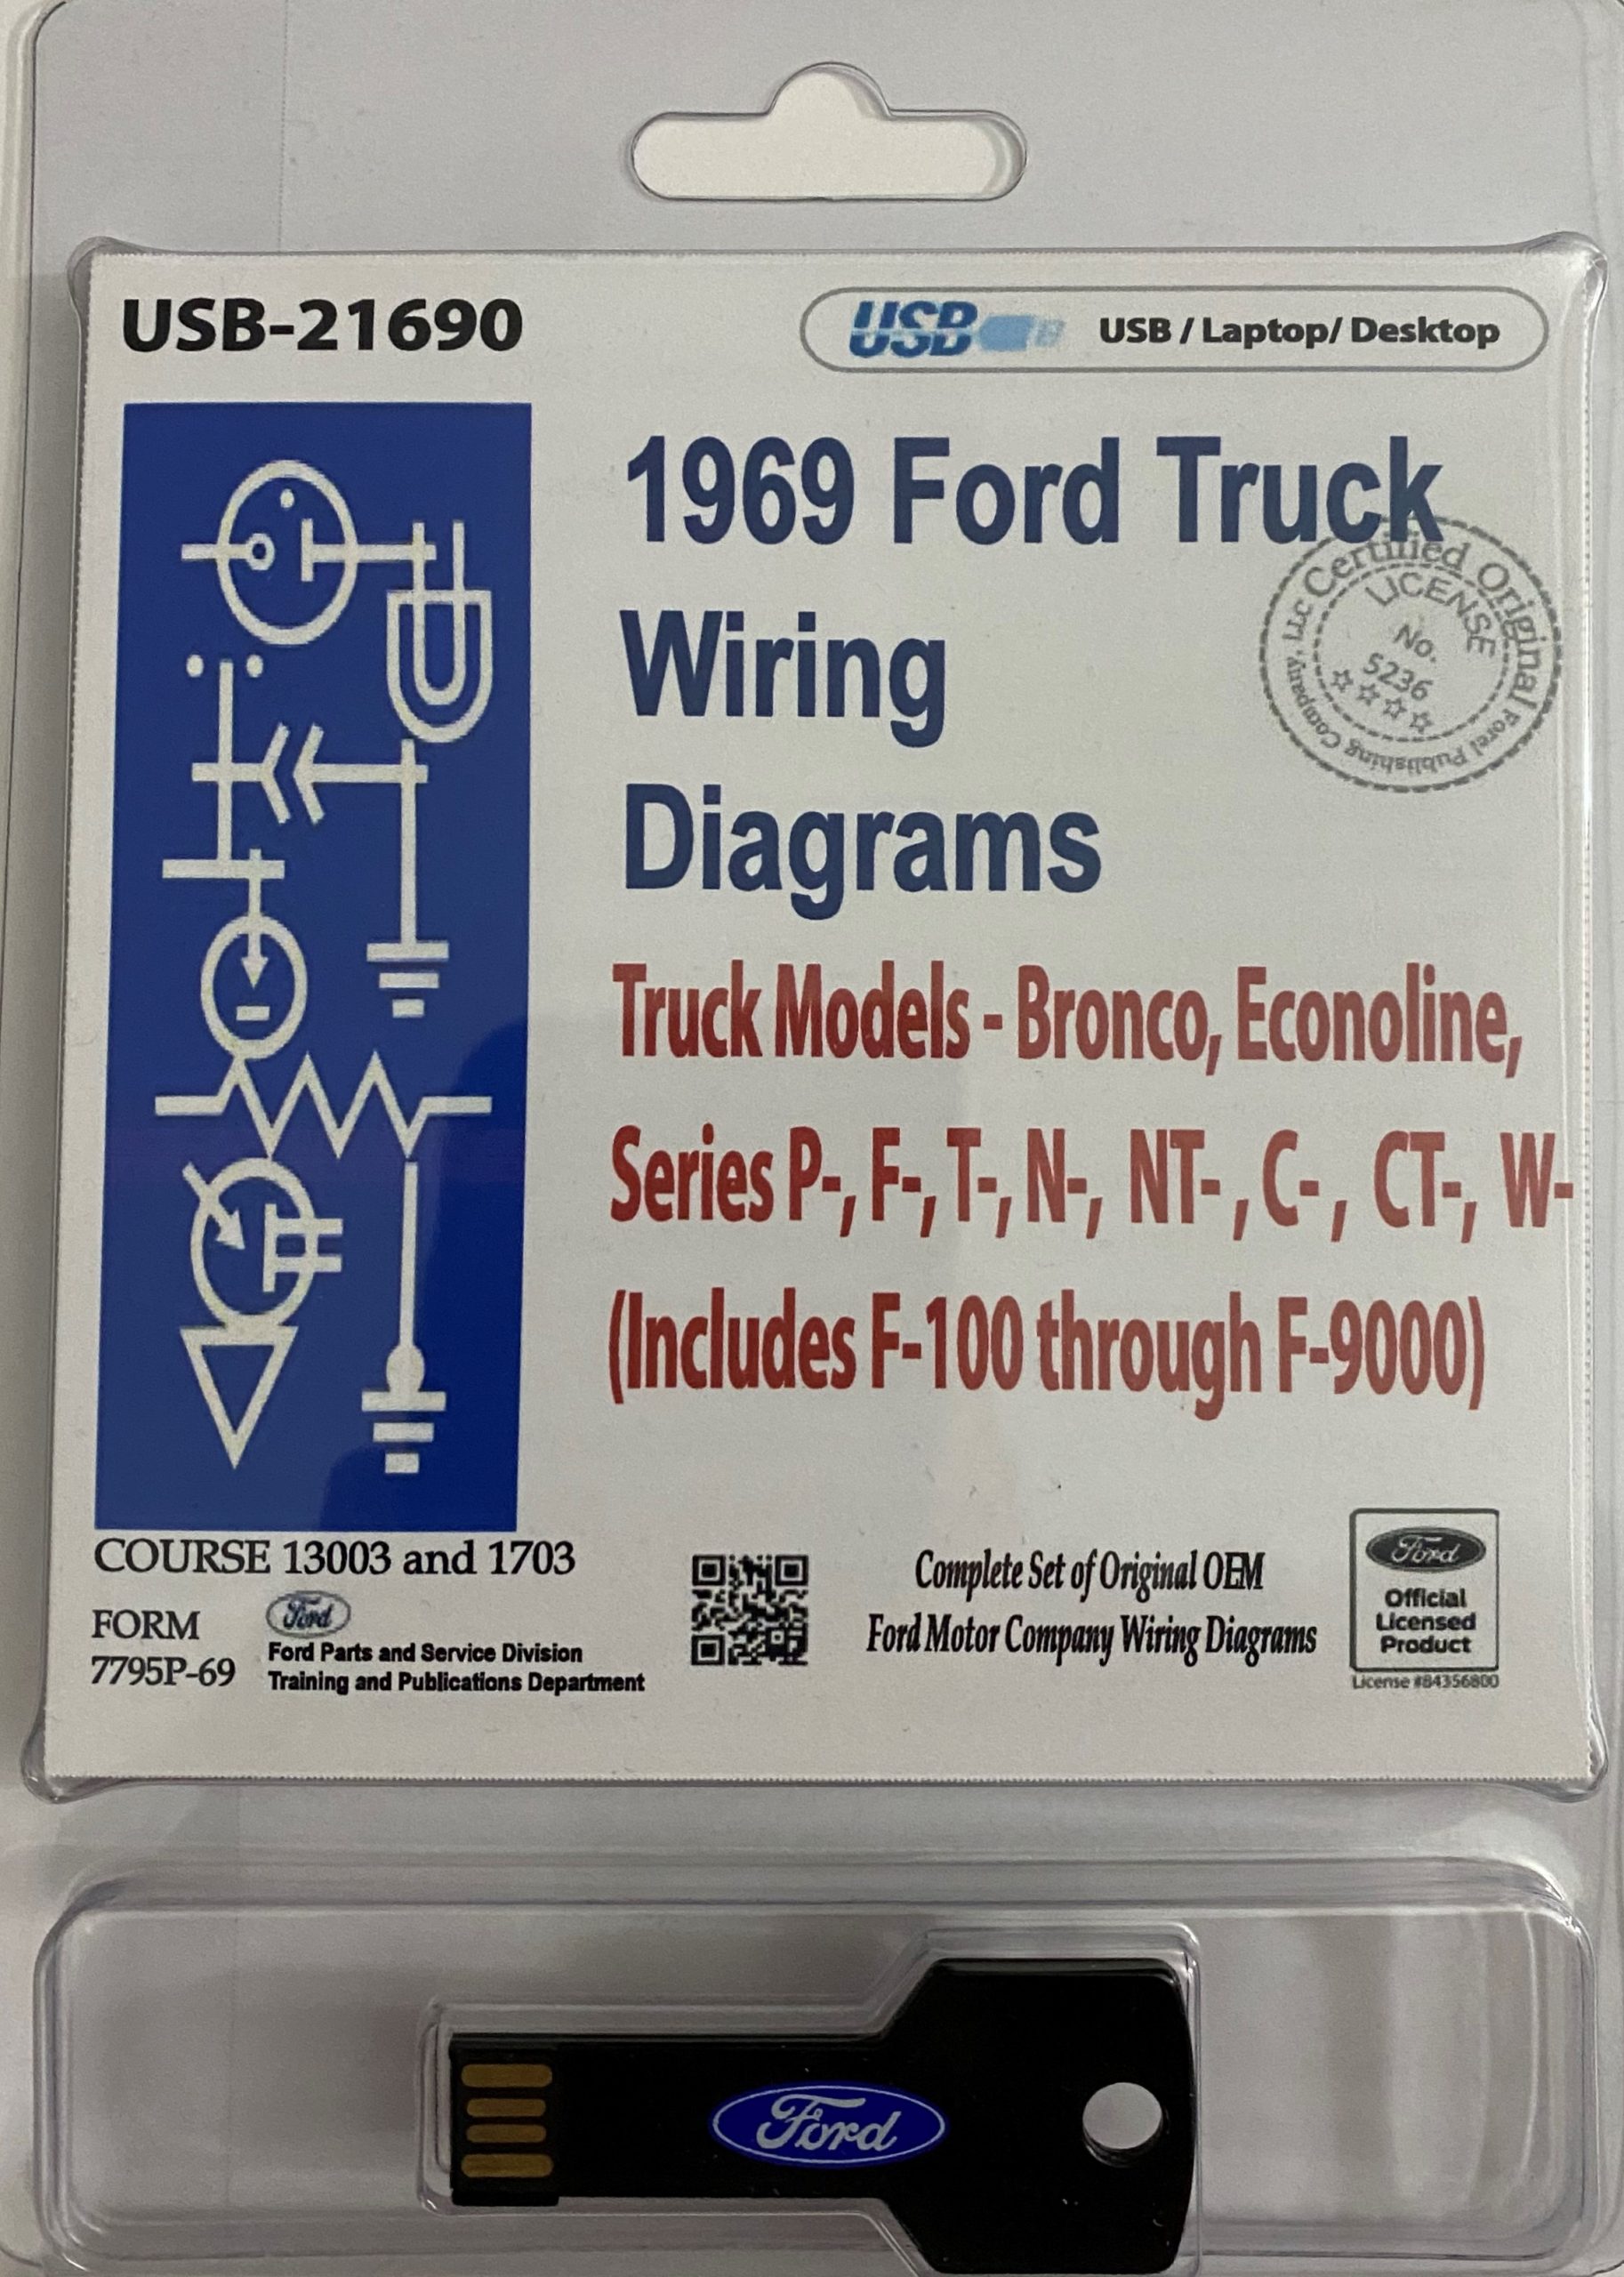 USB-21690
USB
USB / Laptop/ Desktop
1969 Ford Truck
Wiring
Diagrams
Certified Original Forel Publishing Company, LLC
LICENSE
No.
5236
Truck Models - Bronco, Econoline,
Series P-, F-, T-, N-, NT- , C- , CT-, W-
(Includes F-100 through F-9000)
COURSE 13003 and 1703
FORM
7795P-69
Ford
Ford Parts and Service Division
Training and Publications Department
Complete Set of Original OEM
Ford Motor Company Wiring Diagrams
Ford
Official
Licensed
Product
License #84356800
Ford